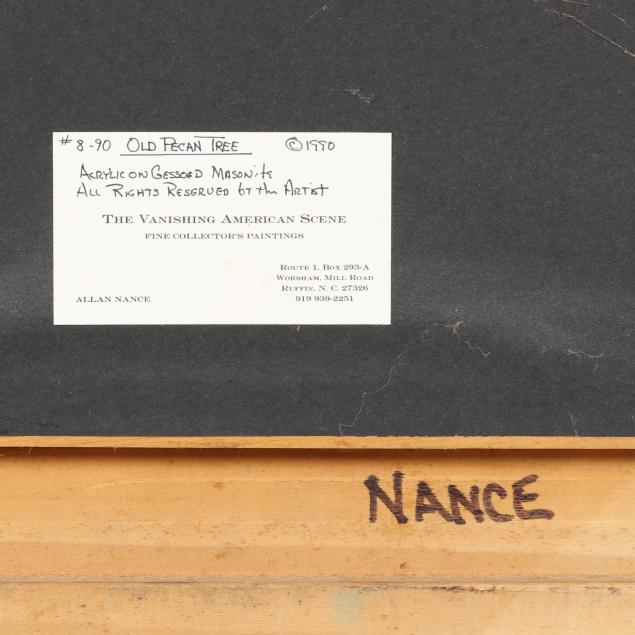 #8-90 OLD PECAN TREE ©1990
ACRYLIC ON GESSOED MASONITE
ALL RIGHTS RESERVED BY THE ARTIST
THE VANISHING AMERICAN SCENE
FINE COLLECTOR'S PAINTINGS
ROUTE 1, BOX 293-A
WORSHAM, MILL ROAD
RUFFIN, N. C. 27326
ALLAN NANCE 919 939-2251
NANCE